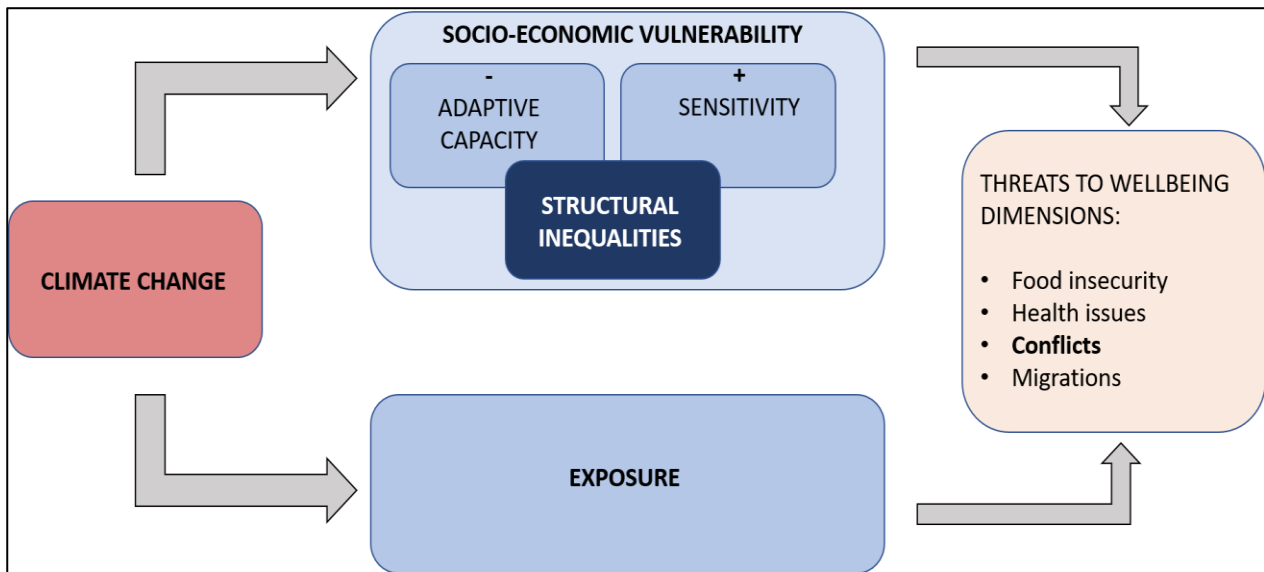 SOCIO-ECONOMIC VULNERABILITY
-
ADAPTIVE
CAPACITY
+
SENSITIVITY
STRUCTURAL
INEQUALITIES
CLIMATE CHANGE
EXPOSURE
THREATS TO WELLBEING
DIMENSIONS:
• Food insecurity
• Health issues
• Conflicts
• Migrations